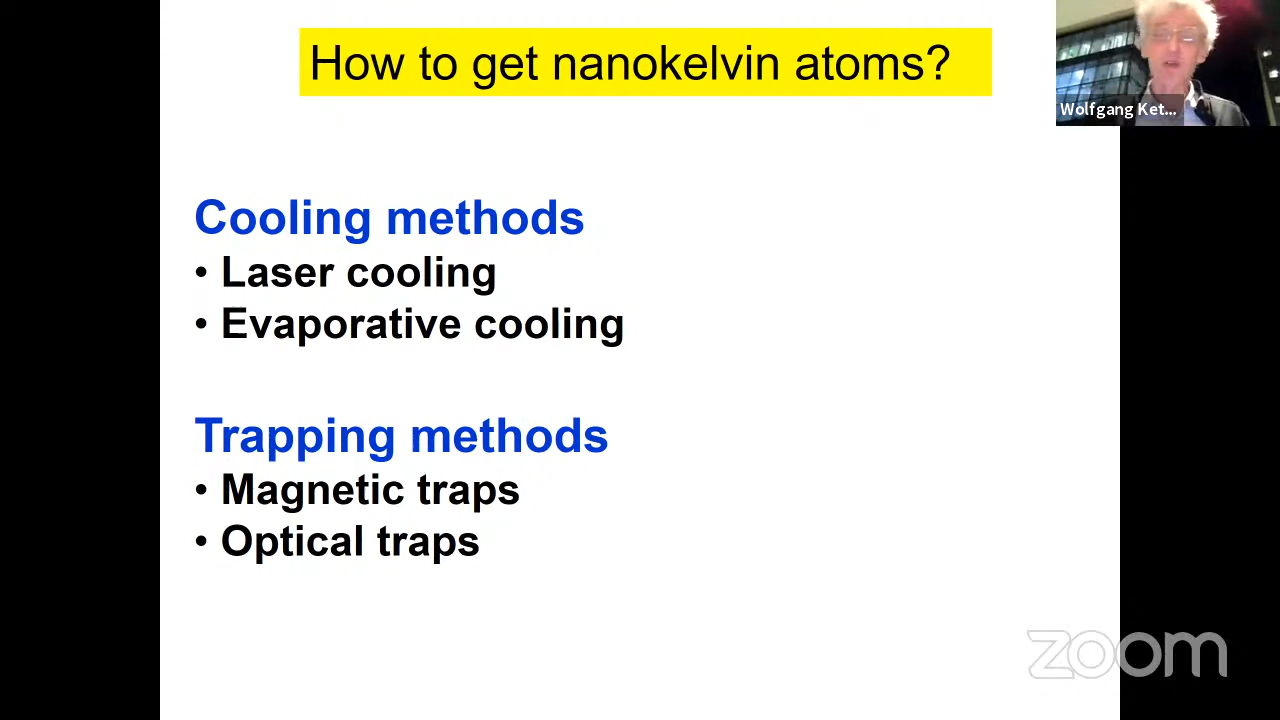 How to get nanokelvin atoms?
Wolfgang Ket...
Cooling methods
• Laser cooling
• Evaporative cooling
Trapping methods
• Magnetic traps
• Optical traps
zoom